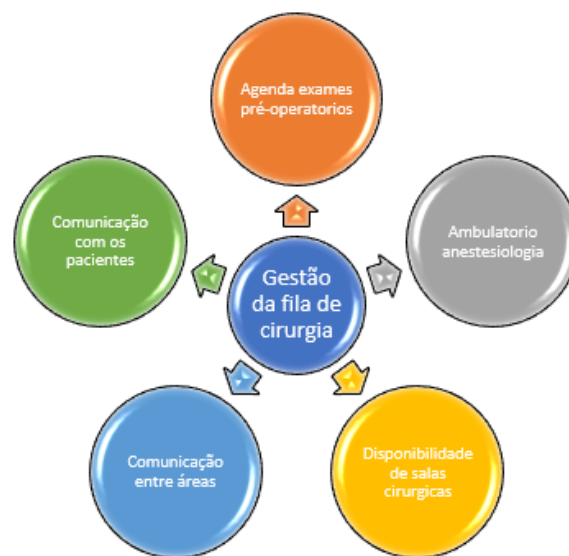 Agenda exames
pré-operatorios
Comunicação
com os
pacientes
Ambulatorio
anestesiologia
Gestão
da fila de
cirurgia
Comunicação
entre áreas
Disponibilidade
de salas
cirurgicas